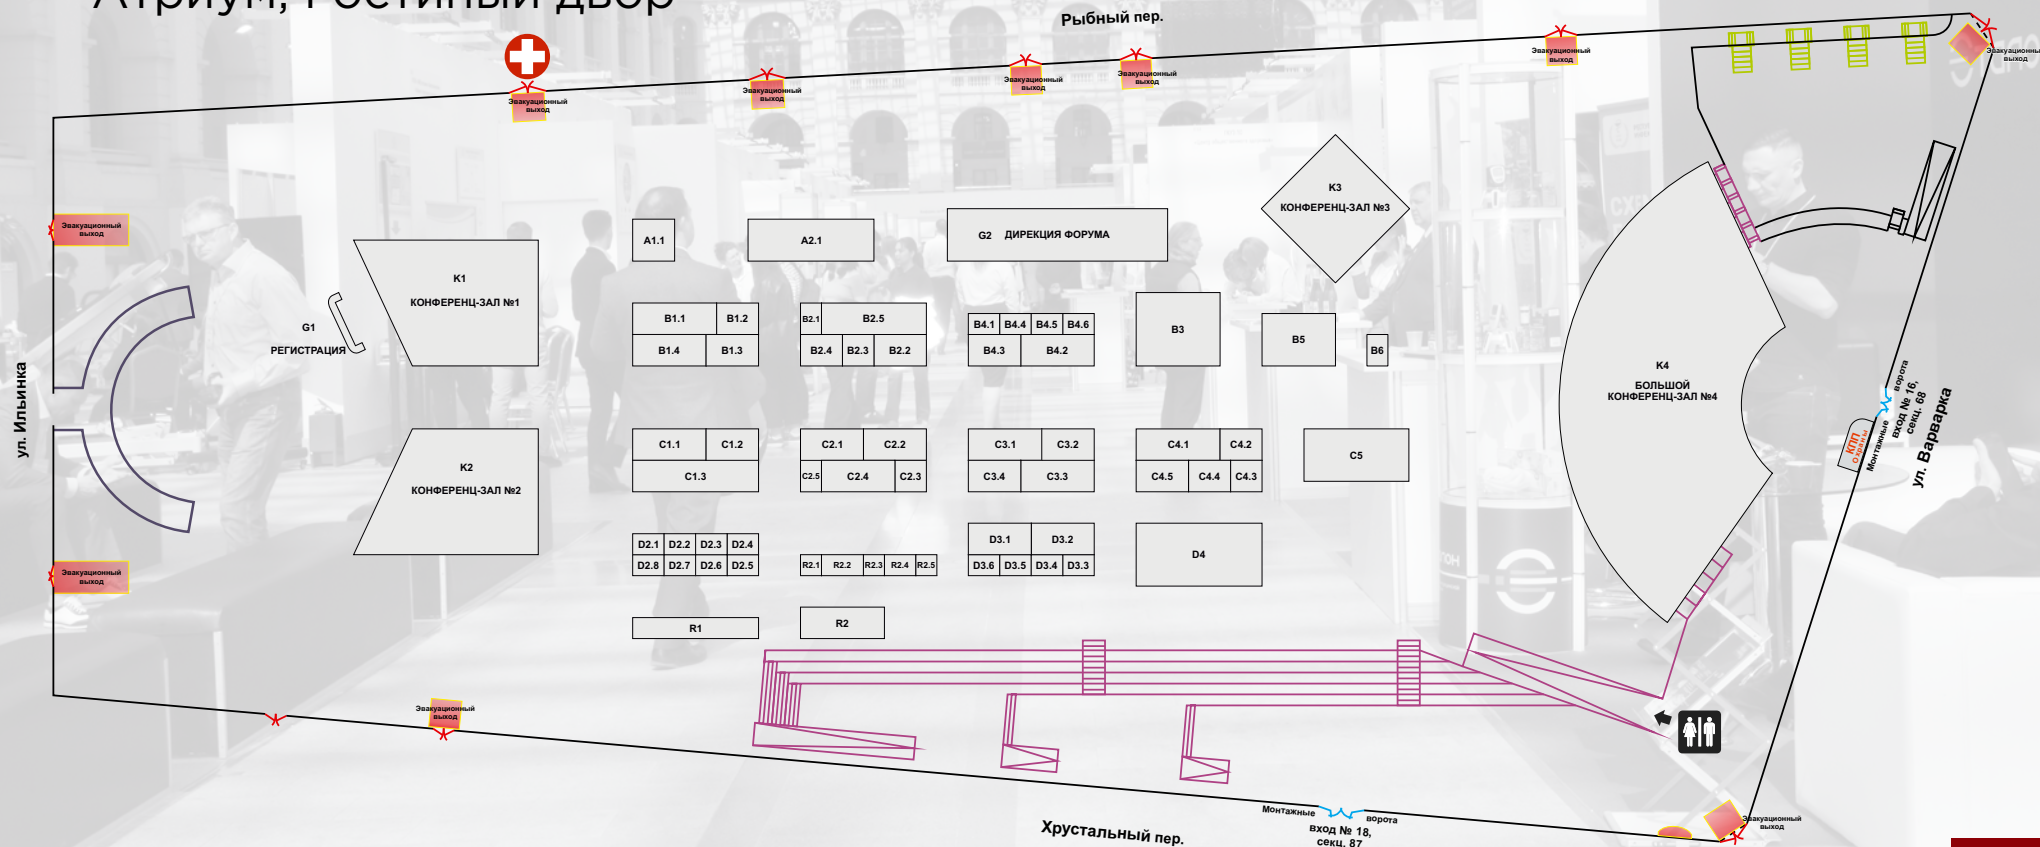 Атриум, Гостиный двор
Рыбный пер.
Эвакуационный
выход
Эвакуационный
выход
Эвакуационный
выход
Эвакуационный
выход
Эвакуационный
выход
Эвакуационный
выход
Эвакуационный
выход
K3
КОНФЕРЕНЦ-ЗАЛ №3
A1.1
A2.1
G2 ДИРЕКЦИЯ ФОРУМА
K1
КОНФЕРЕНЦ-ЗАЛ №1
G1
РЕГИСТРАЦИЯ
B1.1 B1.2
B1.4 B1.3
B2.1 B2.5
B2.4 B2.3 B2.2
B4.1 B4.4 B4.5 B4.6
B4.3 B4.2
B3
B5
B6
K4
БОЛЬШОЙ
КОНФЕРЕНЦ-ЗАЛ №4
ул. Ильинка
K2
КОНФЕРЕНЦ-ЗАЛ №2
C1.1 C1.2
C1.3
C2.1 C2.2
C2.5 C2.4 C2.3
C3.1 C3.2
C3.4 C3.3
C4.1 C4.2
C4.5 C4.4 C4.3
C5
КПП
Охраны
Монтажные ворота
вход № 16,
секц. 68
ул. Варварка
Эвакуационный
выход
D2.1 D2.2 D2.3 D2.4
D2.8 D2.7 D2.6 D2.5
R2.1 R2.2 R2.3 R2.4 R2.5
D3.1 D3.2
D3.6 D3.5 D3.4 D3.3
D4
R1
R2
Эвакуационный
выход
Хрустальный пер.
Монтажные ворота
вход № 18,
секц. 87
Эвакуационный
выход